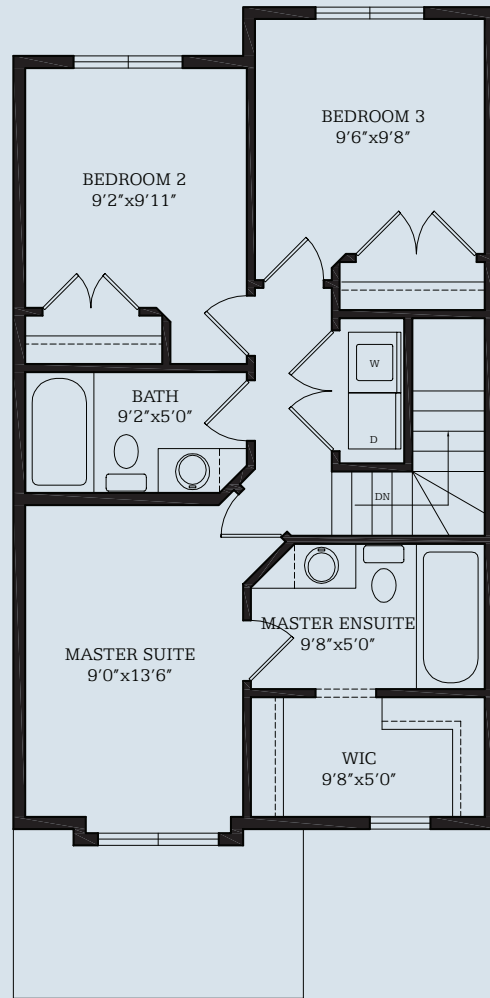 BEDROOM 3
9'6"x9'8"
BEDROOM 2
9'2"x9'11"
W
D
BATH
9'2"x5'0"
DN
MASTER ENSUITE
9'8"x5'0"
MASTER SUITE
9'0"x13'6"
WIC
9'8"x5'0"